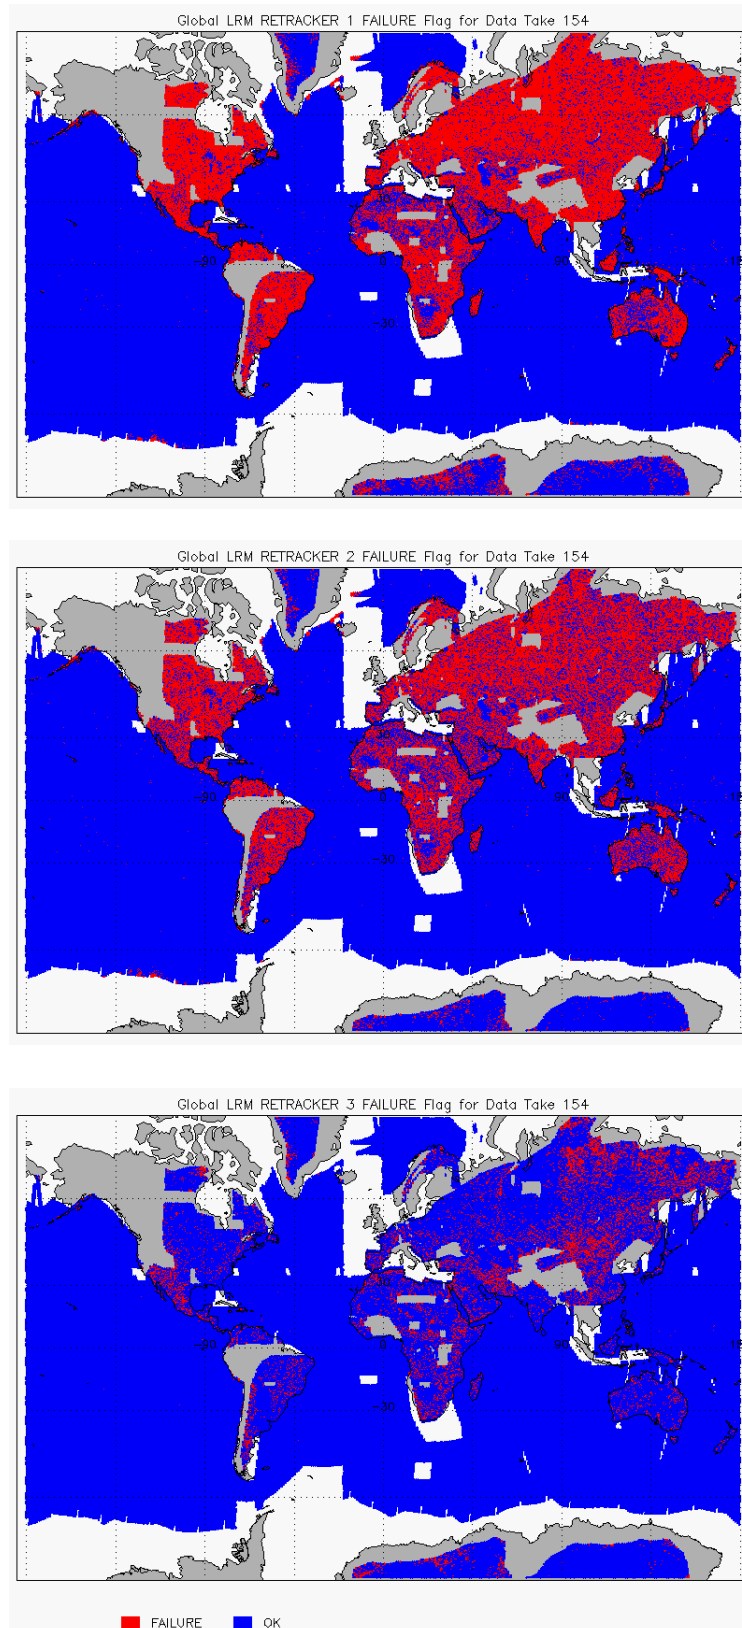 Global LRM RETRACKER 1 FAILURE Flag for Data Take 154
Global LRM RETRACKER 2 FAILURE Flag for Data Take 154
Global LRM RETRACKER 3 FAILURE Flag for Data Take 154
FAILURE OK